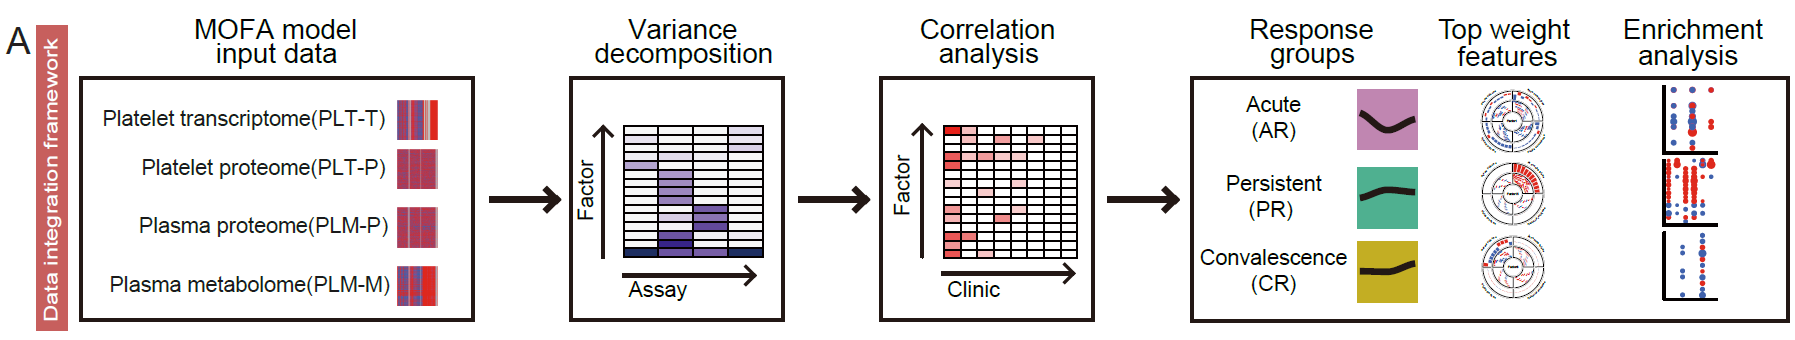 A
Data integration framework
MOFA model
input data
Platelet transcriptome(PLT-T)
Platelet proteome(PLT-P)
Plasma proteome(PLM-P)
Plasma metabolome(PLM-M)
Variance
decomposition
Factor
Assay
Correlation
analysis
Factor
Clinic
Response
groups
Top weight
features
Enrichment
analysis
Acute
(AR)
Persistent
(PR)
Convalescence
(CR)